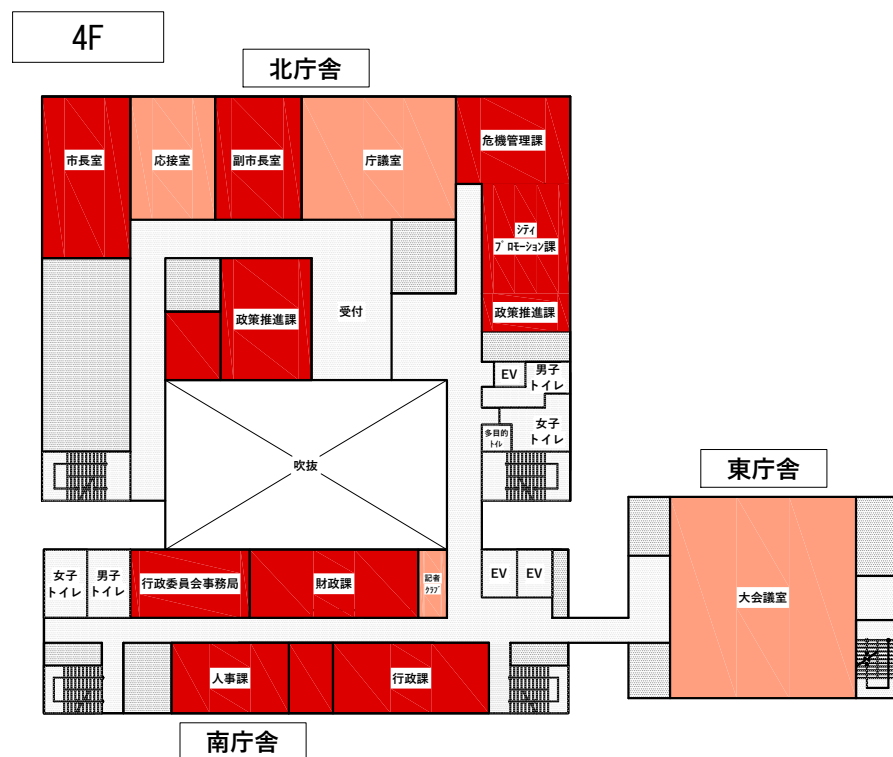 4F
北庁舎
市長室
応接室
副市長室
庁議室
危機管理課
ｼﾃｨ
ﾌﾟﾛﾓｰｼｮﾝ課
政策推進課
受付
政策推進課
EV
男子
トイレ
女子
トイレ
多目的
ﾄｲﾚ
吹抜
東庁舎
女子
トイレ
男子
トイレ
行政委員会事務局
財政課
記者
ｸﾗﾌﾞ
EV
EV
大会議室
人事課
行政課
南庁舎